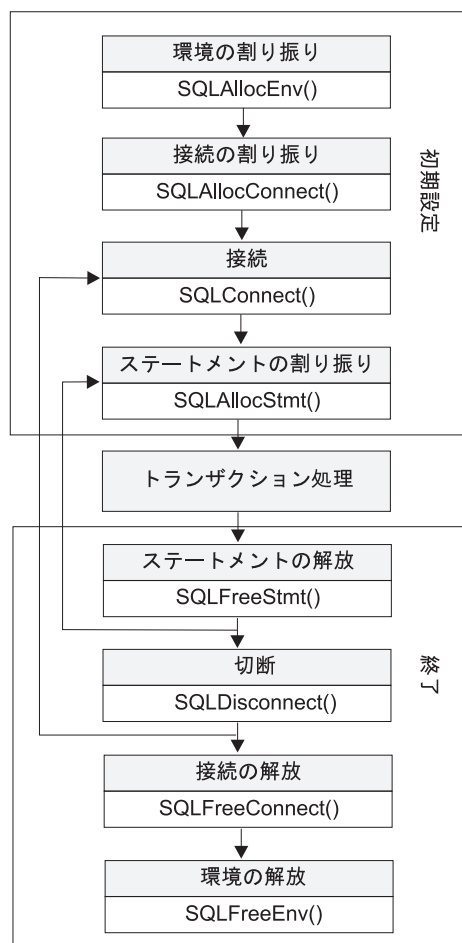 環境の割り振り
SQLAllocEnv()
接続の割り振り
SQLAllocConnect()
初期設定
接続
SQLConnect()
ステートメントの割り振り
SQLAllocStmt()
トランザクション処理
ステートメントの解放
SQLFreeStmt()
終了
切断
SQLDisconnect()
接続の解放
SQLFreeConnect()
環境の解放
SQLFreeEnv()